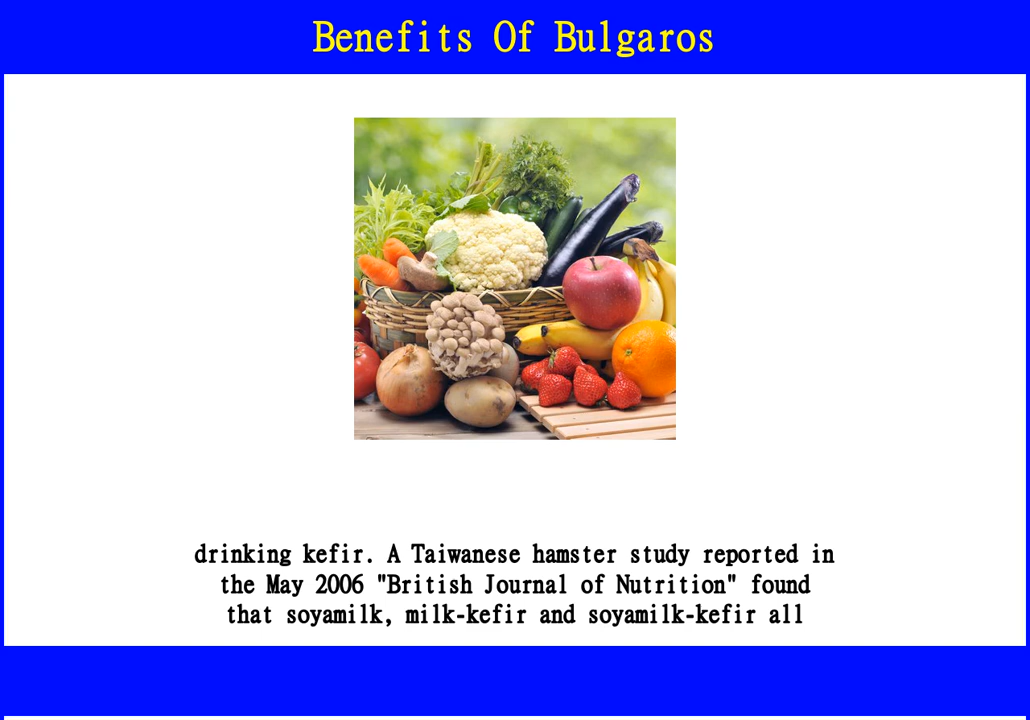 Benefits Of Bulgaros
drinking kefir. A Taiwanese hamster study reported in
the May 2006 "British Journal of Nutrition" found
that soyamilk, milk-kefir and soyamilk-kefir all